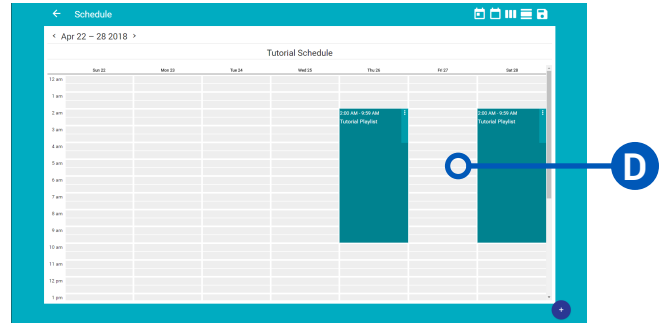 Schedule
Apr 22 – 28 2018
Tutorial Schedule
Sun 22 Mon 23 Tue 24 Wed 25 Thu 26 Fri 27 Sat 28
12 am
1 am
2 am
2:00 AM - 9:59 AM 2:00 AM - 9:59 AM
Tutorial Playlist Tutorial Playlist
3 am
4 am
5 am
D
6 am
7 am
8 am
9 am
10 am
11 am
12 pm
1 pm
+